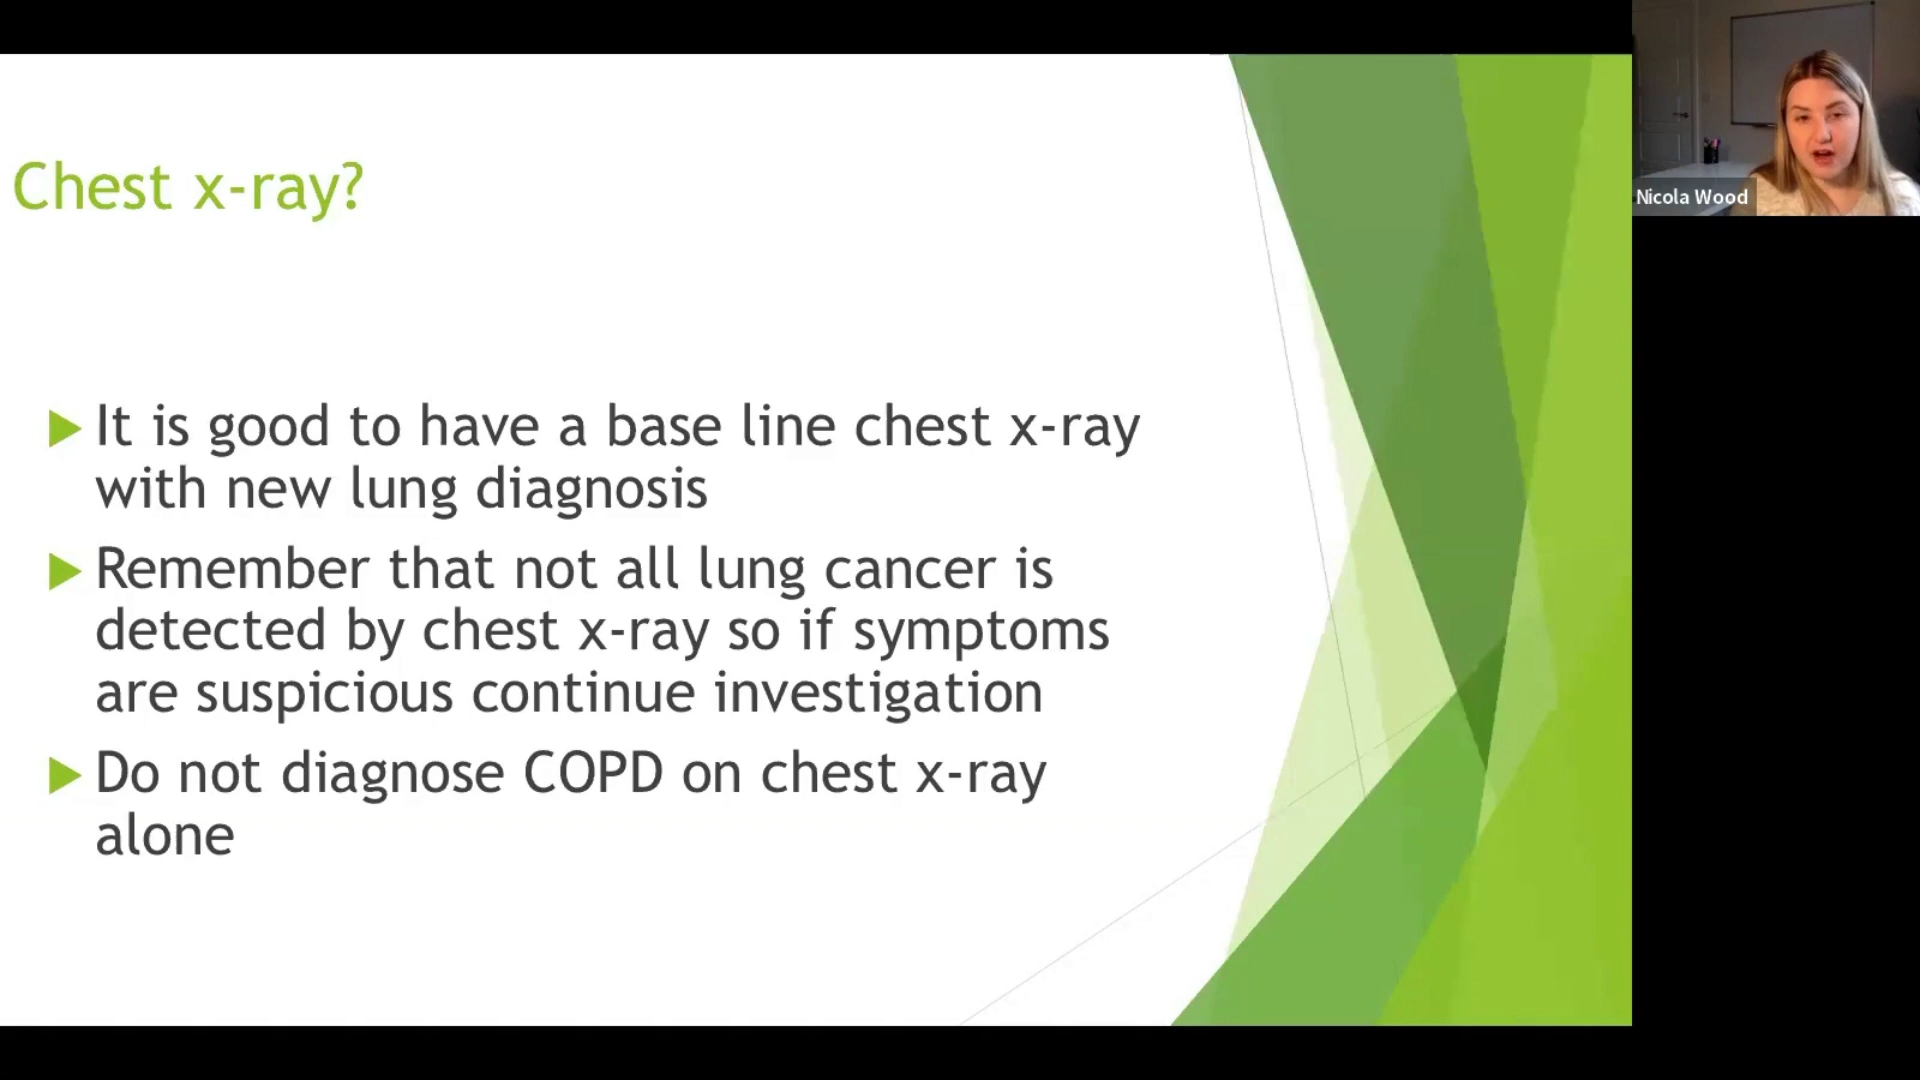 Chest x-ray?
It is good to have a base line chest x-ray
with new lung diagnosis
Remember that not all lung cancer is
detected by chest x-ray so if symptoms
are suspicious continue investigation
Do not diagnose COPD on chest x-ray
alone
Nicola Wood